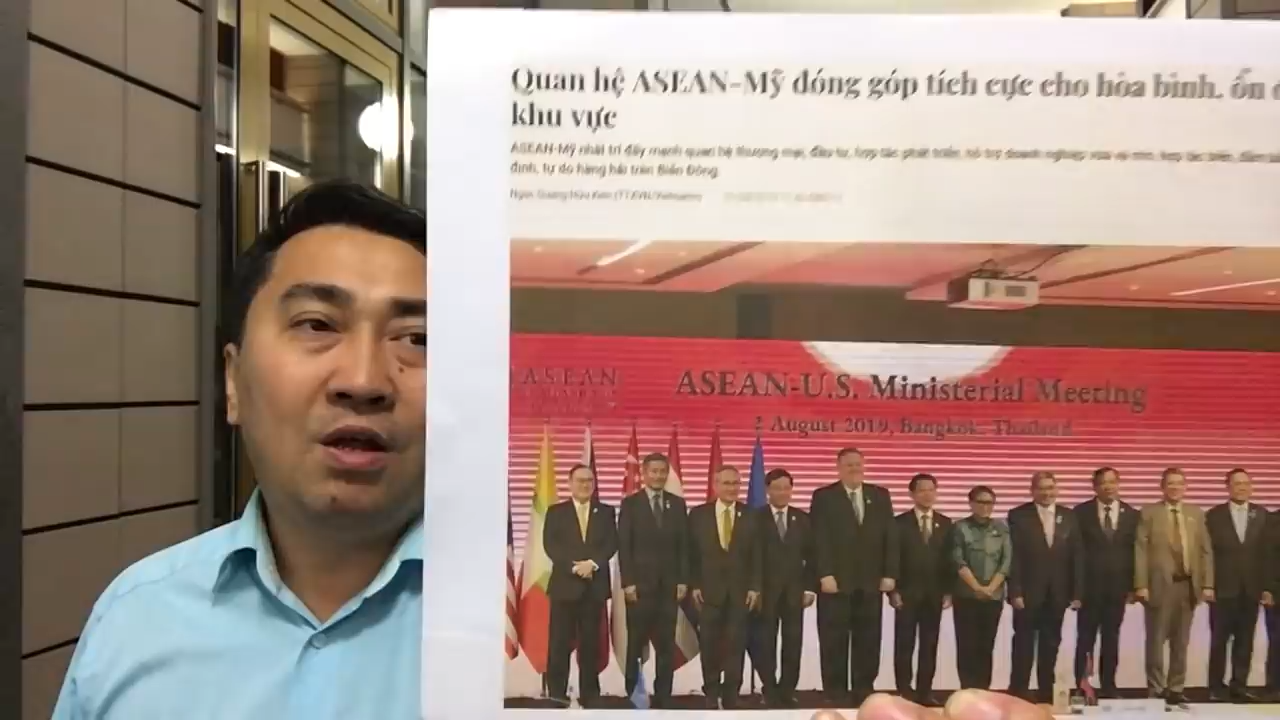 Quan hệ ASEAN-Mỹ đóng góp tích cực cho hòa bình, ổn
khu vực
ASEAN-Mỹ nhất trí đẩy mạnh quan hệ thương mại, đầu tư, hợp tác phát triển, hỗ trợ doanh nghiệp vừa và nhỏ, hợp tác biển, đảm
định, tự do hàng hải trên Biển Đông.
ASEAN
ASEAN-U.S. Ministerial Meeting
2 August 2019, Bangkok, Thailand